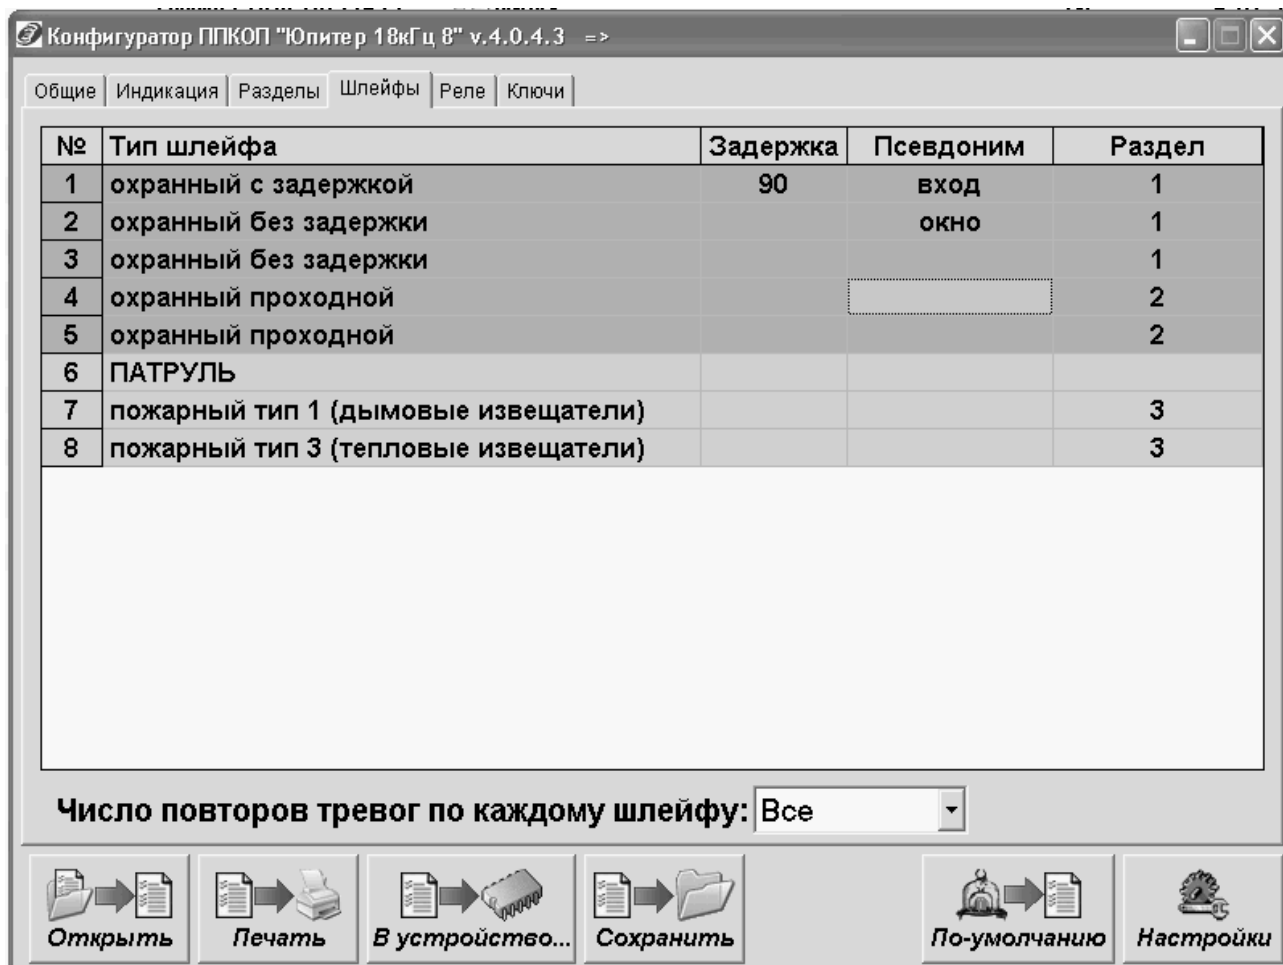 Конфигуратор ППКОП "Юпитер 18кГц 8" v.4.0.4.3 =>
Общие Индикация Разделы Шлейфы Реле Ключи
№ Тип шлейфа Задержка Псевдоним Раздел
1 охранный с задержкой 90 вход 1
2 охранный без задержки окно 1
3 охранный без задержки 1
4 охранный проходной 2
5 охранный проходной 2
6 ПАТРУЛЬ
7 пожарный тип 1 (дымовые извещатели) 3
8 пожарный тип 3 (тепловые извещатели) 3
Число повторов тревог по каждому шлейфу: Все
Открыть Печать В устройство... Сохранить По-умолчанию Настройки